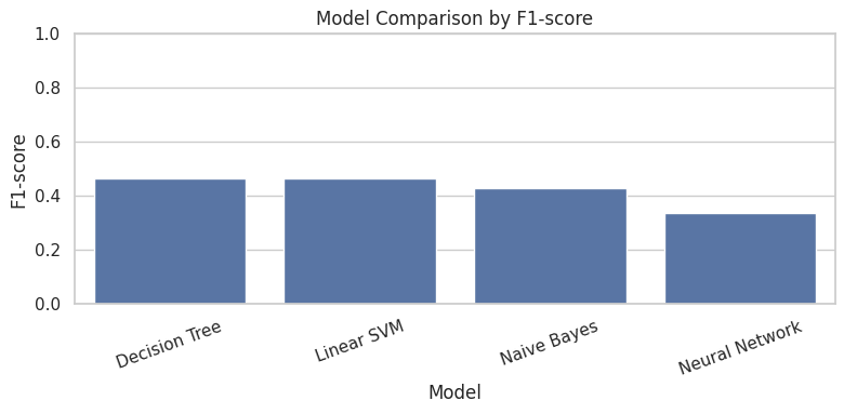 Model Comparison by F1-score
1.0
0.8
0.6
0.4
0.2
0.0
F1-score
Decision Tree
Linear SVM
Naive Bayes
Neural Network
Model